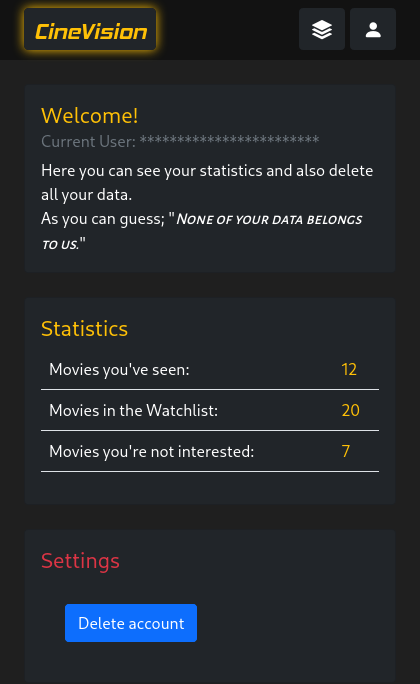 CineVision
Welcome!
Current User: ************************
Here you can see your statistics and also delete
all your data.
As you can guess; "None of your data belongs
to us."
Statistics
Movies you've seen: 12
Movies in the Watchlist: 20
Movies you're not interested: 7
Settings
Delete account